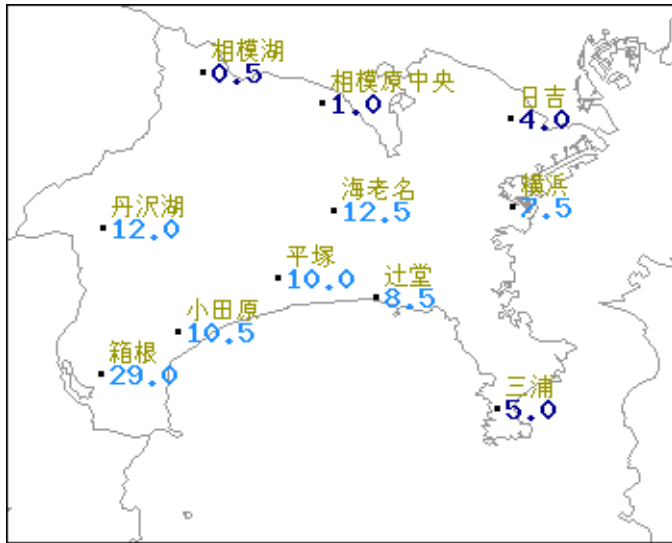 相模湖
0.5
相模原中央
1.0
日吉
4.0
海老名
12.5
横浜
7.5
丹沢湖
12.0
平塚
10.0
辻堂
8.5
小田原
10.5
箱根
29.0
三浦
5.0